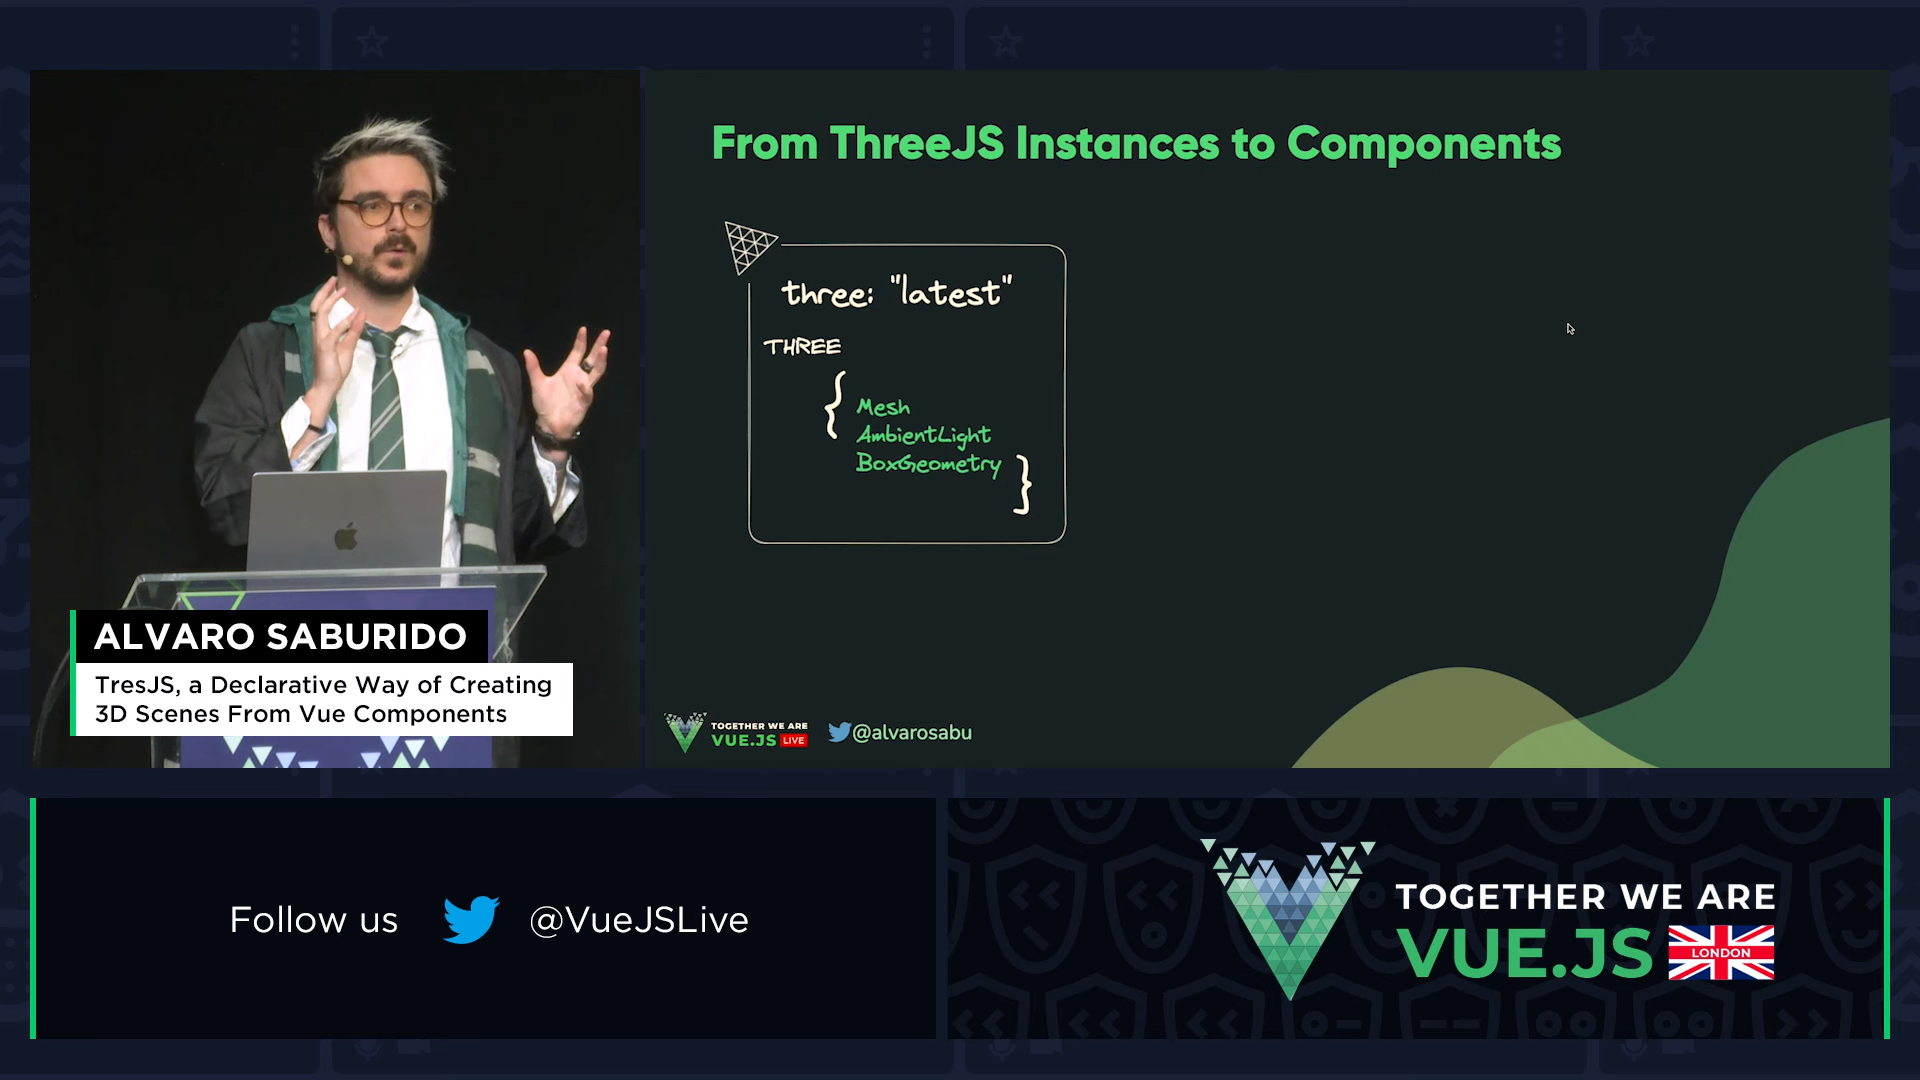 From ThreeJS Instances to Components
three: "latest"
THREE
{
Mesh
AmbientLight
BoxGeometry
}
TOGETHER WE ARE
VUE.JS LIVE
@alvarosabu
ALVARO SABURIDO
TresJS, a Declarative Way of Creating
3D Scenes From Vue Components
Follow us @VueJSLive
TOGETHER WE ARE
VUE.JS LONDON